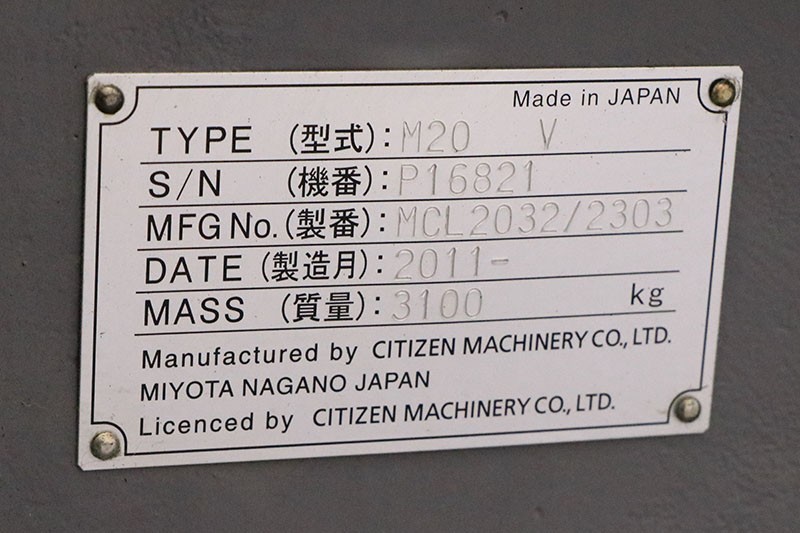 Made in JAPAN
TYPE (型式): M20 V
S/N (機番): P16821
MFG No. (製番): MCL2032/2303
DATE (製造月): 2011-
MASS (質量): 3100 kg
Manufactured by CITIZEN MACHINERY CO., LTD.
MIYOTA NAGANO JAPAN
Licenced by CITIZEN MACHINERY CO., LTD.